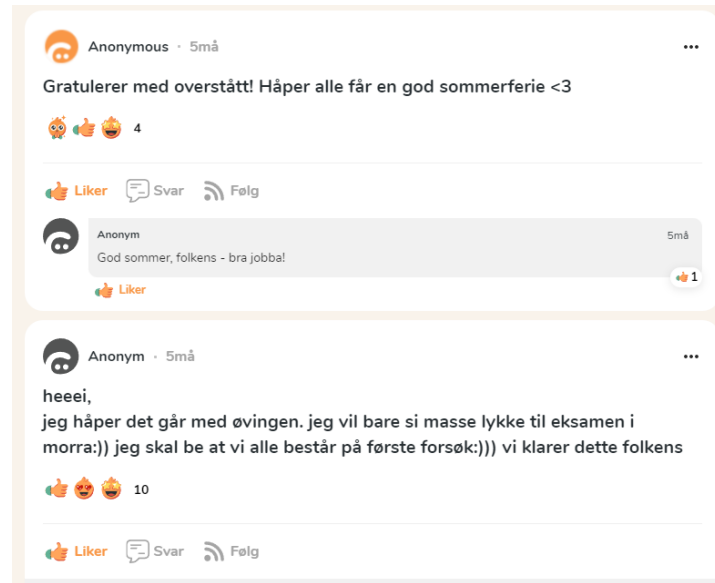 Anonymous · 5må
Gratulerer med overstått! Håper alle får en god sommerferie <3
4
Liker Svar Følg
Anonym 5må
God sommer, folkens - bra jobba!
1
Liker
Anonym · 5må
heeei,
jeg håper det går med øvingen. jeg vil bare si masse lykke til eksamen i
morra:)) jeg skal be at vi alle består på første forsøk:))) vi klarer dette folkens
10
Liker Svar Følg